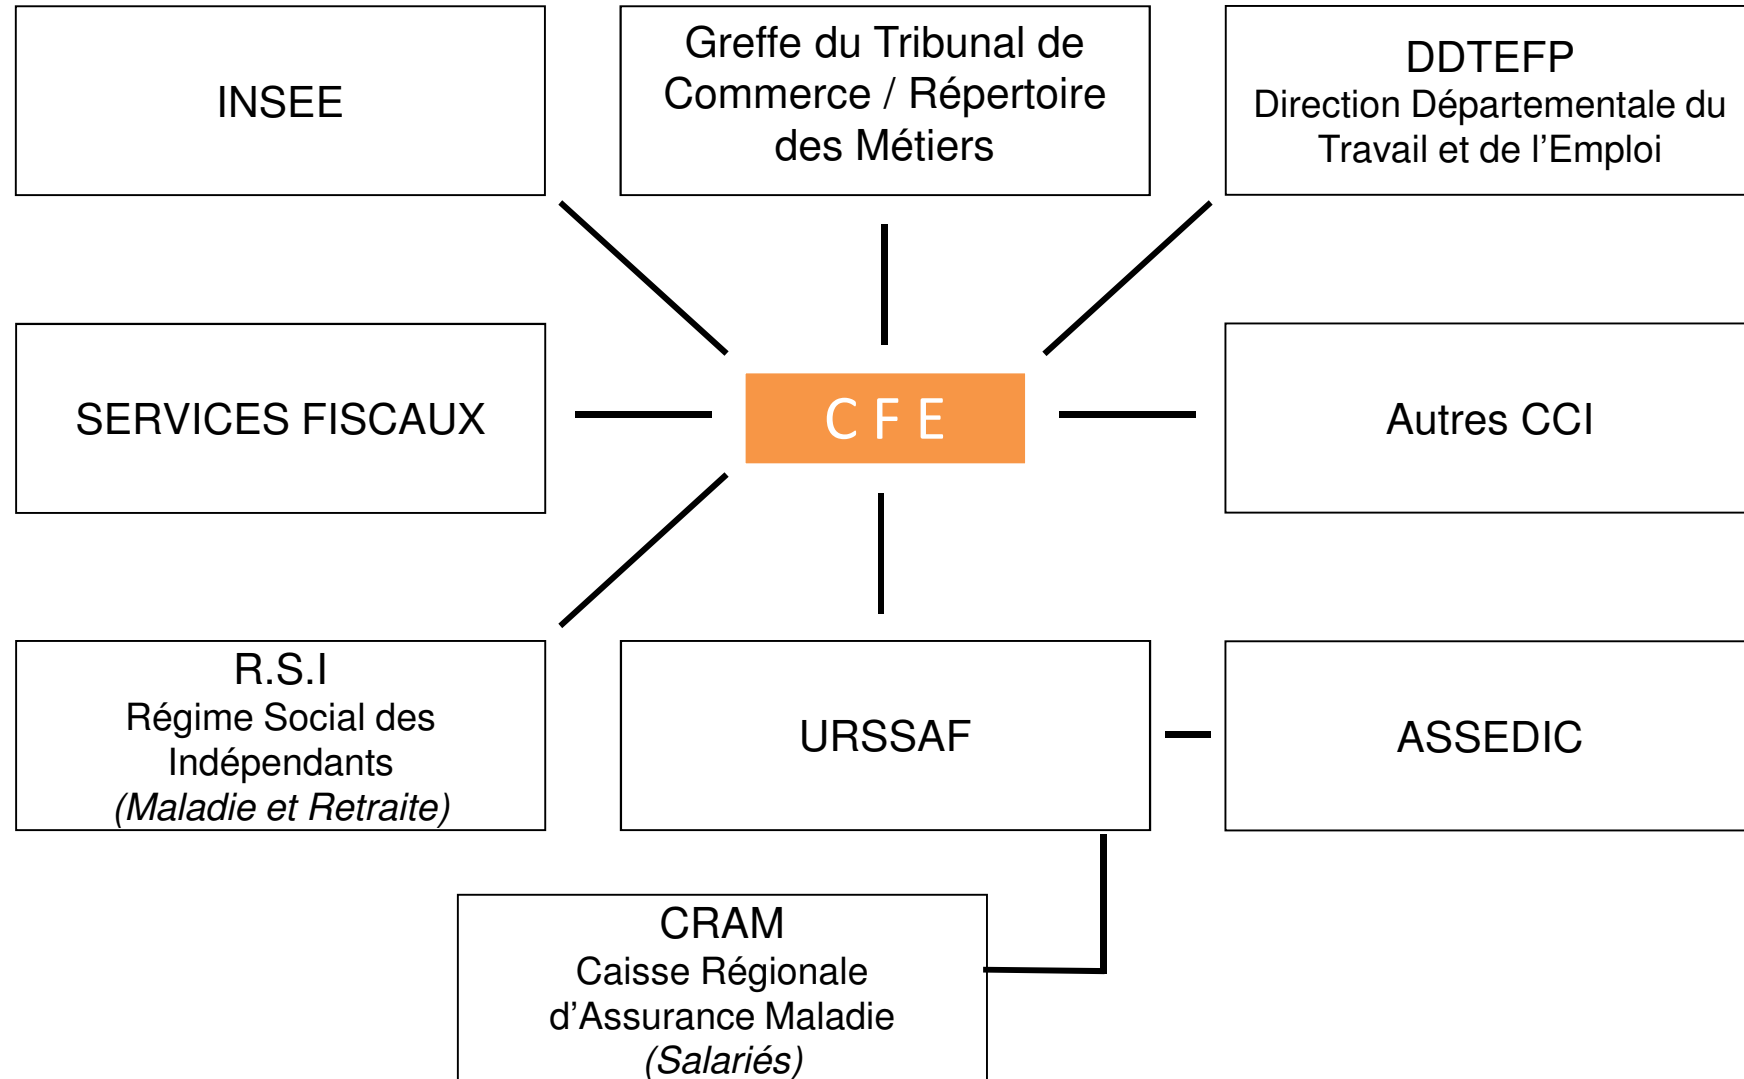 INSEE
Greffe du Tribunal de
Commerce / Répertoire
des Métiers
DDTEFP
Direction Départementale du
Travail et de l’Emploi
SERVICES FISCAUX
C F E
Autres CCI
R.S.I
Régime Social des
Indépendants
(Maladie et Retraite)
URSSAF
ASSEDIC
CRAM
Caisse Régionale
d’Assurance Maladie
(Salariés)